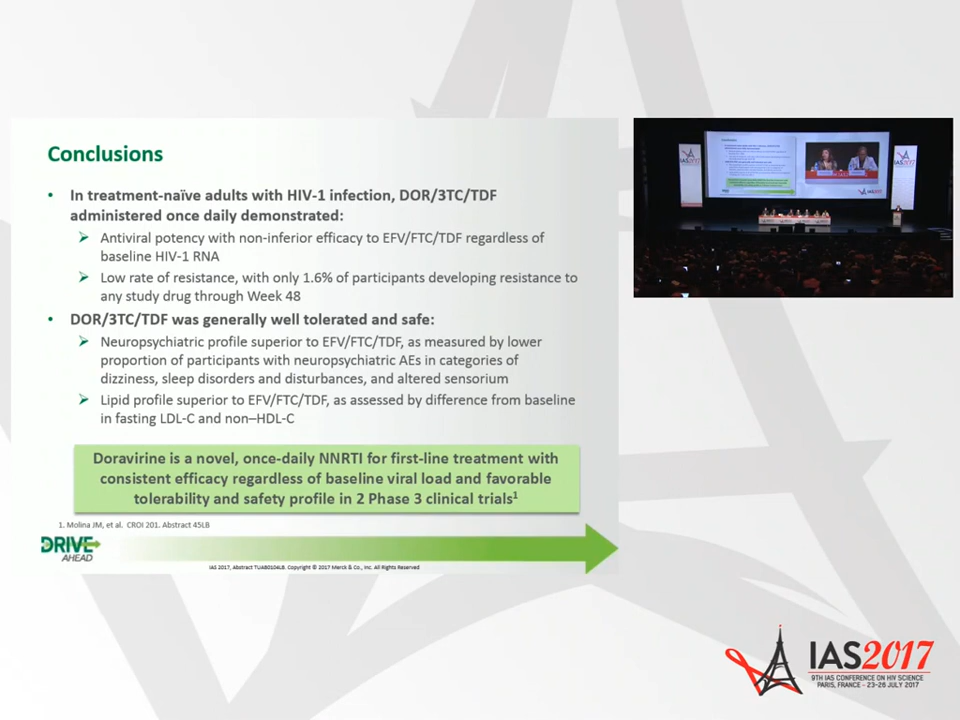 Conclusions
• In treatment-naïve adults with HIV-1 infection, DOR/3TC/TDF
administered once daily demonstrated:
Antiviral potency with non-inferior efficacy to EFV/FTC/TDF regardless of
baseline HIV-1 RNA
Low rate of resistance, with only 1.6% of participants developing resistance to
any study drug through Week 48
• DOR/3TC/TDF was generally well tolerated and safe:
Neuropsychiatric profile superior to EFV/FTC/TDF, as measured by lower
proportion of participants with neuropsychiatric AEs in categories of
dizziness, sleep disorders and disturbances, and altered sensorium
Lipid profile superior to EFV/FTC/TDF, as assessed by difference from baseline
in fasting LDL-C and non–HDL-C
Doravirine is a novel, once-daily NNRTI for first-line treatment with
consistent efficacy regardless of baseline viral load and favorable
tolerability and safety profile in 2 Phase 3 clinical trials1
1. Molina JM, et al. CROI 201. Abstract 45LB
DRIVE
AHEAD
IAS 2017, Abstract TUAB0104LB. Copyright © 2017 Merck & Co., Inc. All Rights Reserved
IAS2017
9TH IAS CONFERENCE ON HIV SCIENCE
PARIS, FRANCE - 23-26 JULY 2017